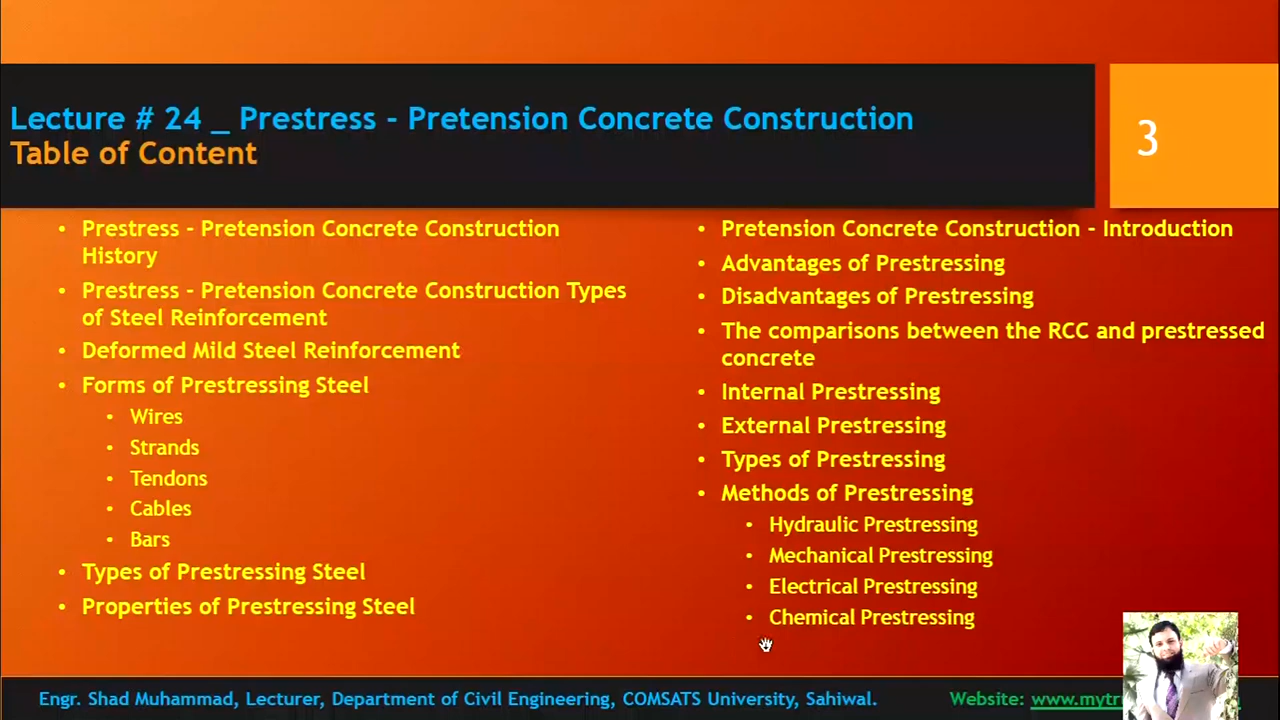 Lecture # 24 _ Prestress - Pretension Concrete Construction
Table of Content
3
• Prestress - Pretension Concrete Construction
History
• Prestress - Pretension Concrete Construction Types
of Steel Reinforcement
• Deformed Mild Steel Reinforcement
• Forms of Prestressing Steel
• Wires
• Strands
• Tendons
• Cables
• Bars
• Types of Prestressing Steel
• Properties of Prestressing Steel
• Pretension Concrete Construction - Introduction
• Advantages of Prestressing
• Disadvantages of Prestressing
• The comparisons between the RCC and prestressed
concrete
• Internal Prestressing
• External Prestressing
• Types of Prestressing
• Methods of Prestressing
• Hydraulic Prestressing
• Mechanical Prestressing
• Electrical Prestressing
• Chemical Prestressing
Engr. Shad Muhammad, Lecturer, Department of Civil Engineering, COMSATS University, Sahiwal.
Website: